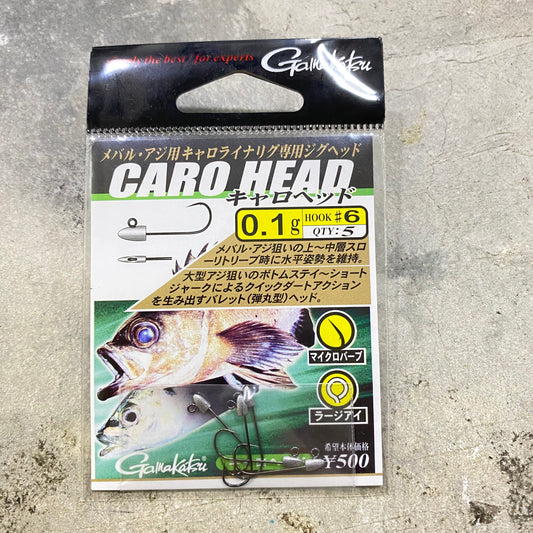 the best / for experts
Gamakatsu
メバル・アジ用キャロライナリグ専用ジグヘッド
CARO HEAD
キャロヘッド
0.1g
HOOK ♯6
QTY: 5
メバル・アジ狙いの上～中層スロ
ーリトリーブ時に水平姿勢を維持。
大型アジ狙いのボトムステイ～ショート
ジャークによるクイックダートアクション
を生み出すバレット（弾丸型）ヘッド。
マイクロバーブ
ラージアイ
Gamakatsu
希望本体価格
¥500